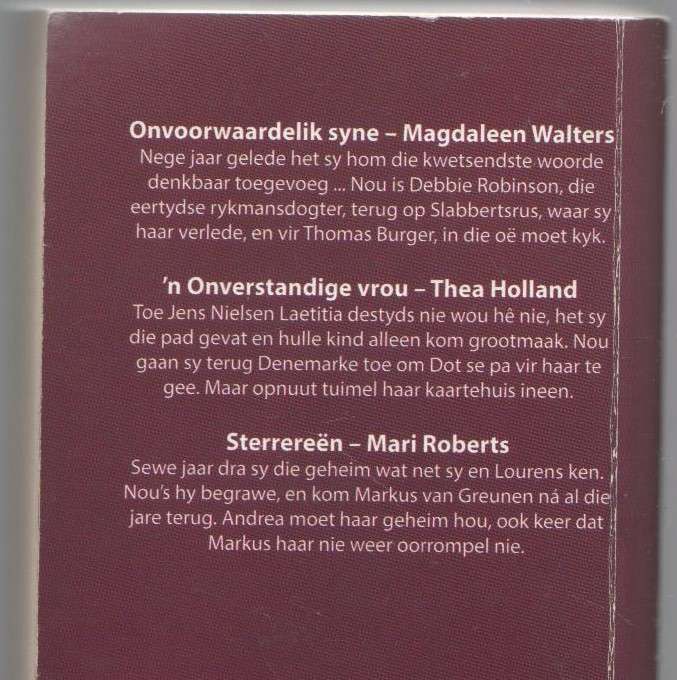 Onvoorwaardelik syne – Magdaleen Walters
Nege jaar gelede het sy hom die kwetsendste woorde
denkbaar toegevoeg ... Nou is Debbie Robinson, die
eertydse rykmansdogter, terug op Slabbertsrus, waar sy
haar verlede, en vir Thomas Burger, in die oë moet kyk.
’n Onverstandige vrou – Thea Holland
Toe Jens Nielsen Laetitia destyds nie wou hê nie, het sy
die pad gevat en hulle kind alleen kom grootmaak. Nou
gaan sy terug Denemarke toe om Dot se pa vir haar te
gee. Maar opnuut tuimel haar kaartehuis ineen.
Sterrereën – Mari Roberts
Sewe jaar dra sy die geheim wat net sy en Lourens ken.
Nou’s hy begrawe, en kom Markus van Greunen ná al die
jare terug. Andrea moet haar geheim hou, ook keer dat
Markus haar nie weer oorrompel nie.